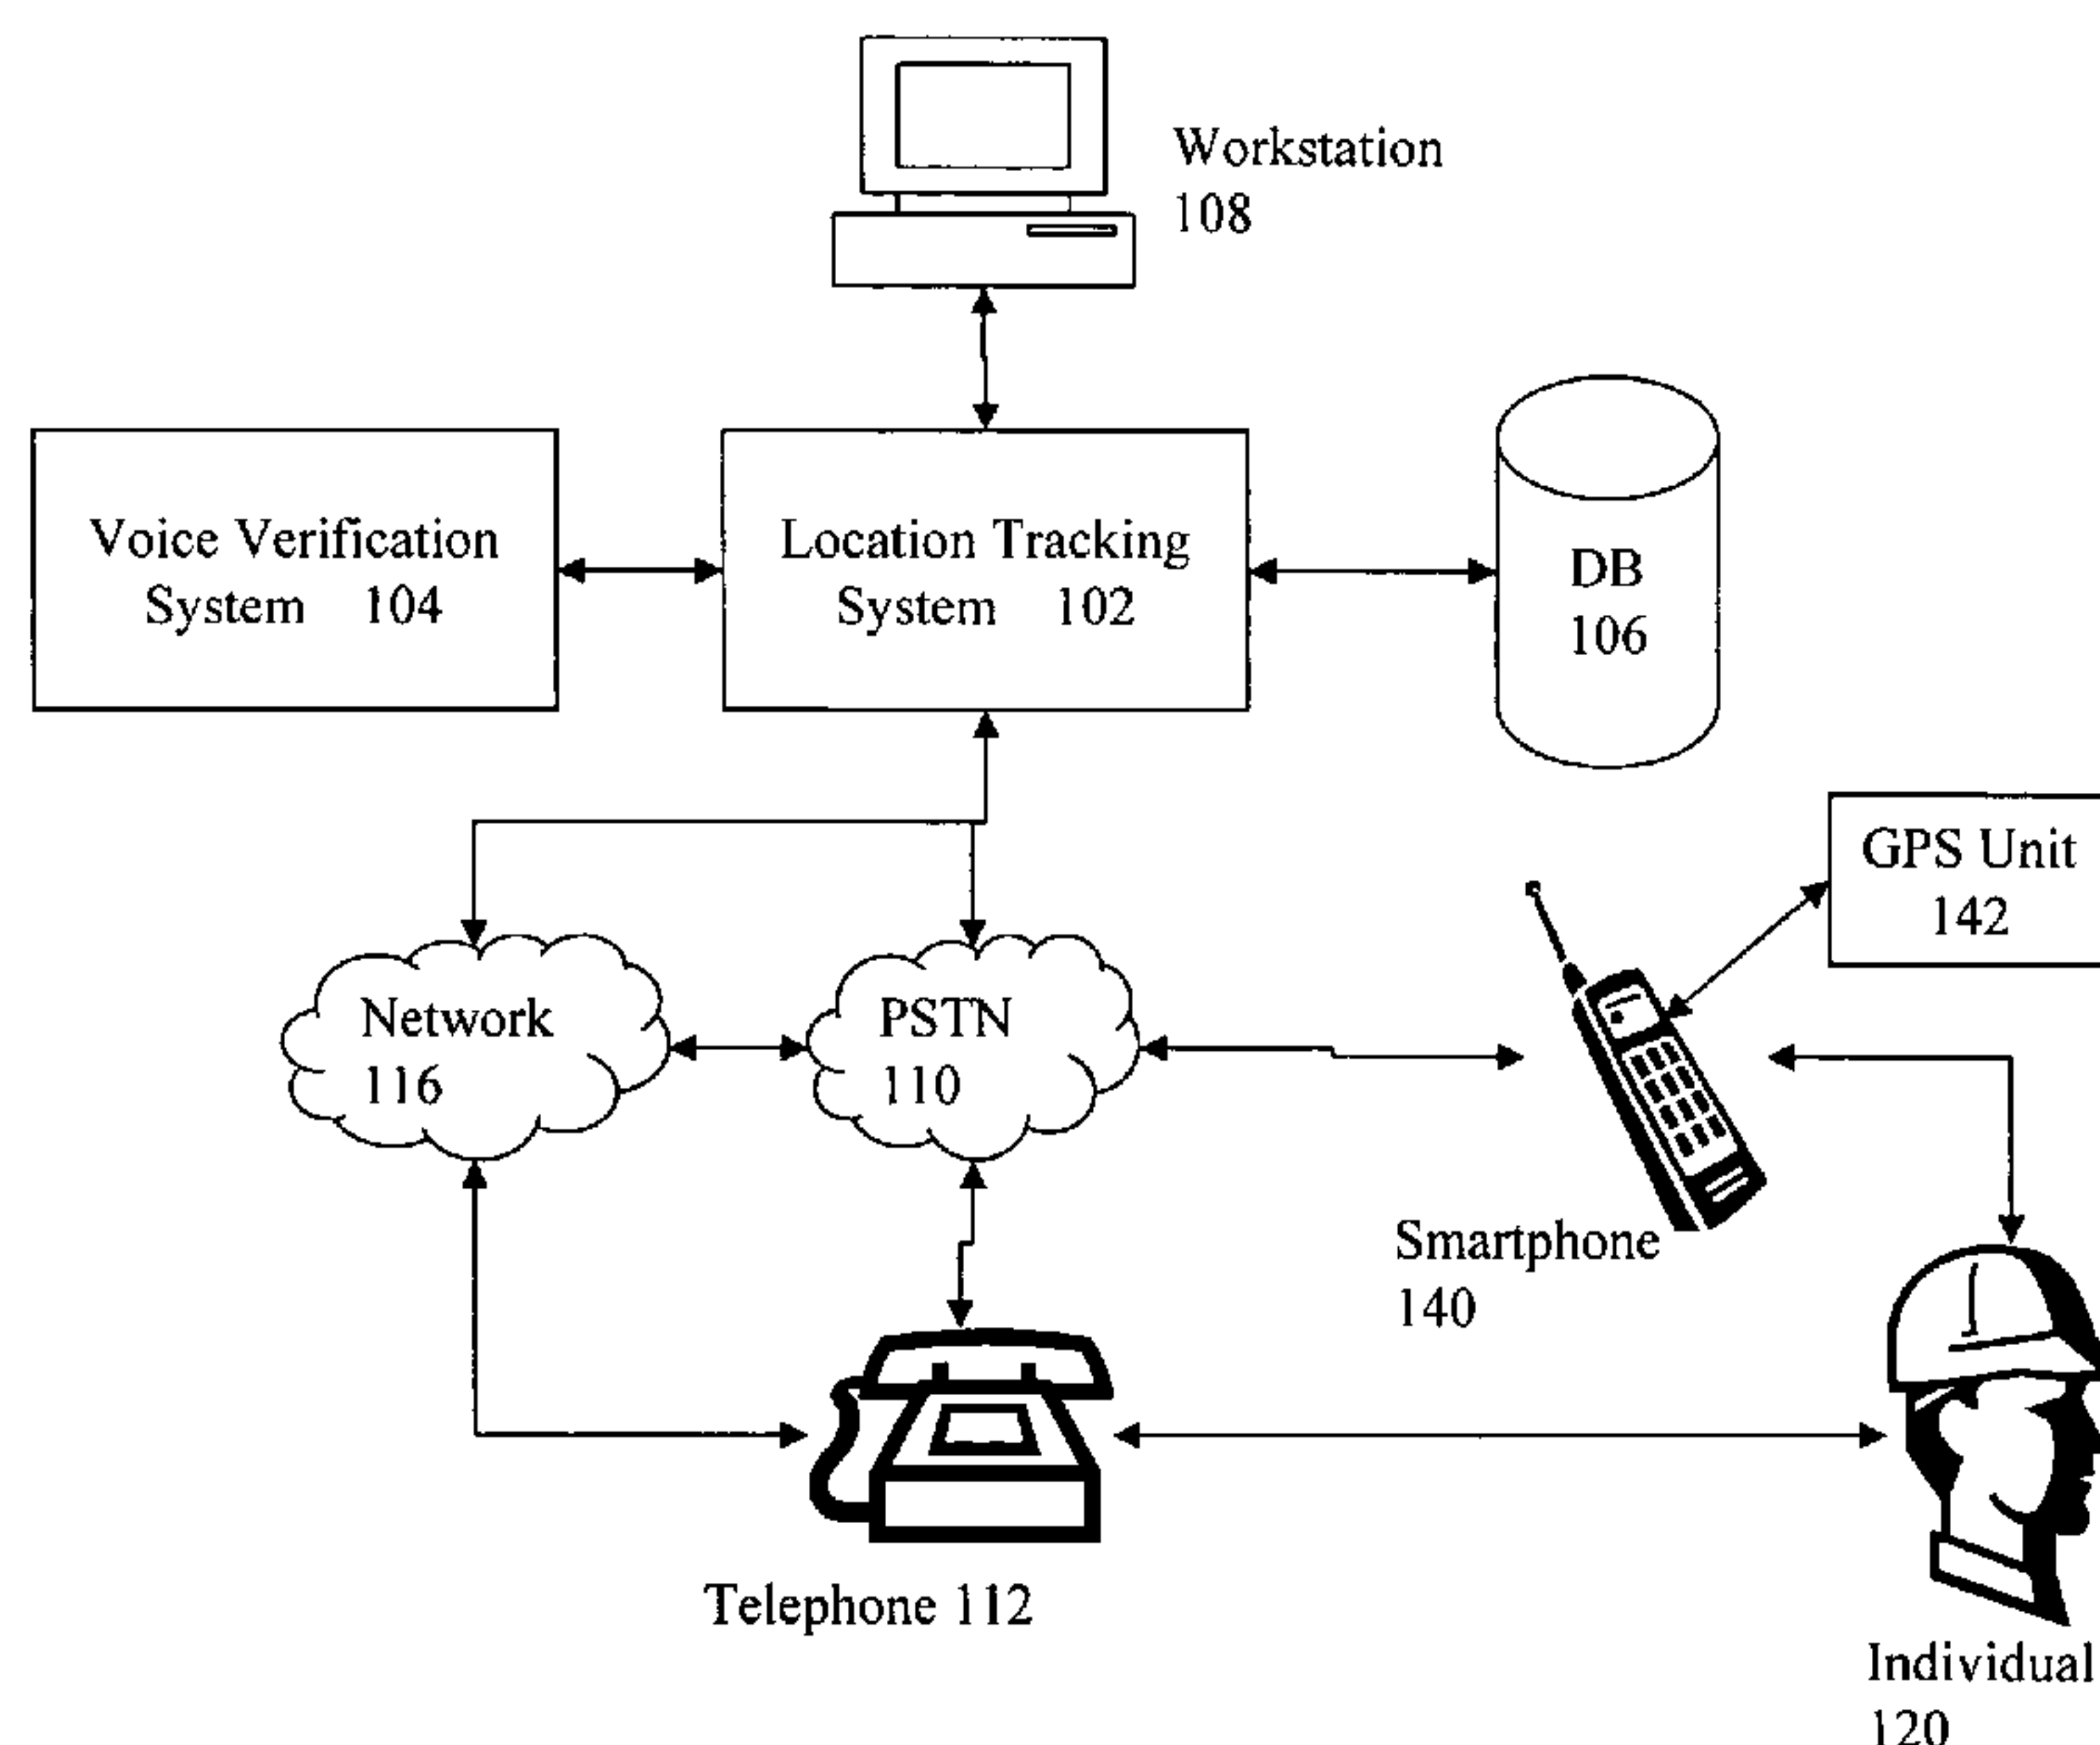 Workstation
108
Voice Verification
System 104
Location Tracking
System 102
DB
106
GPS Unit
142
Network
116
PSTN
110
Smartphone
140
Telephone 112
Individual
120